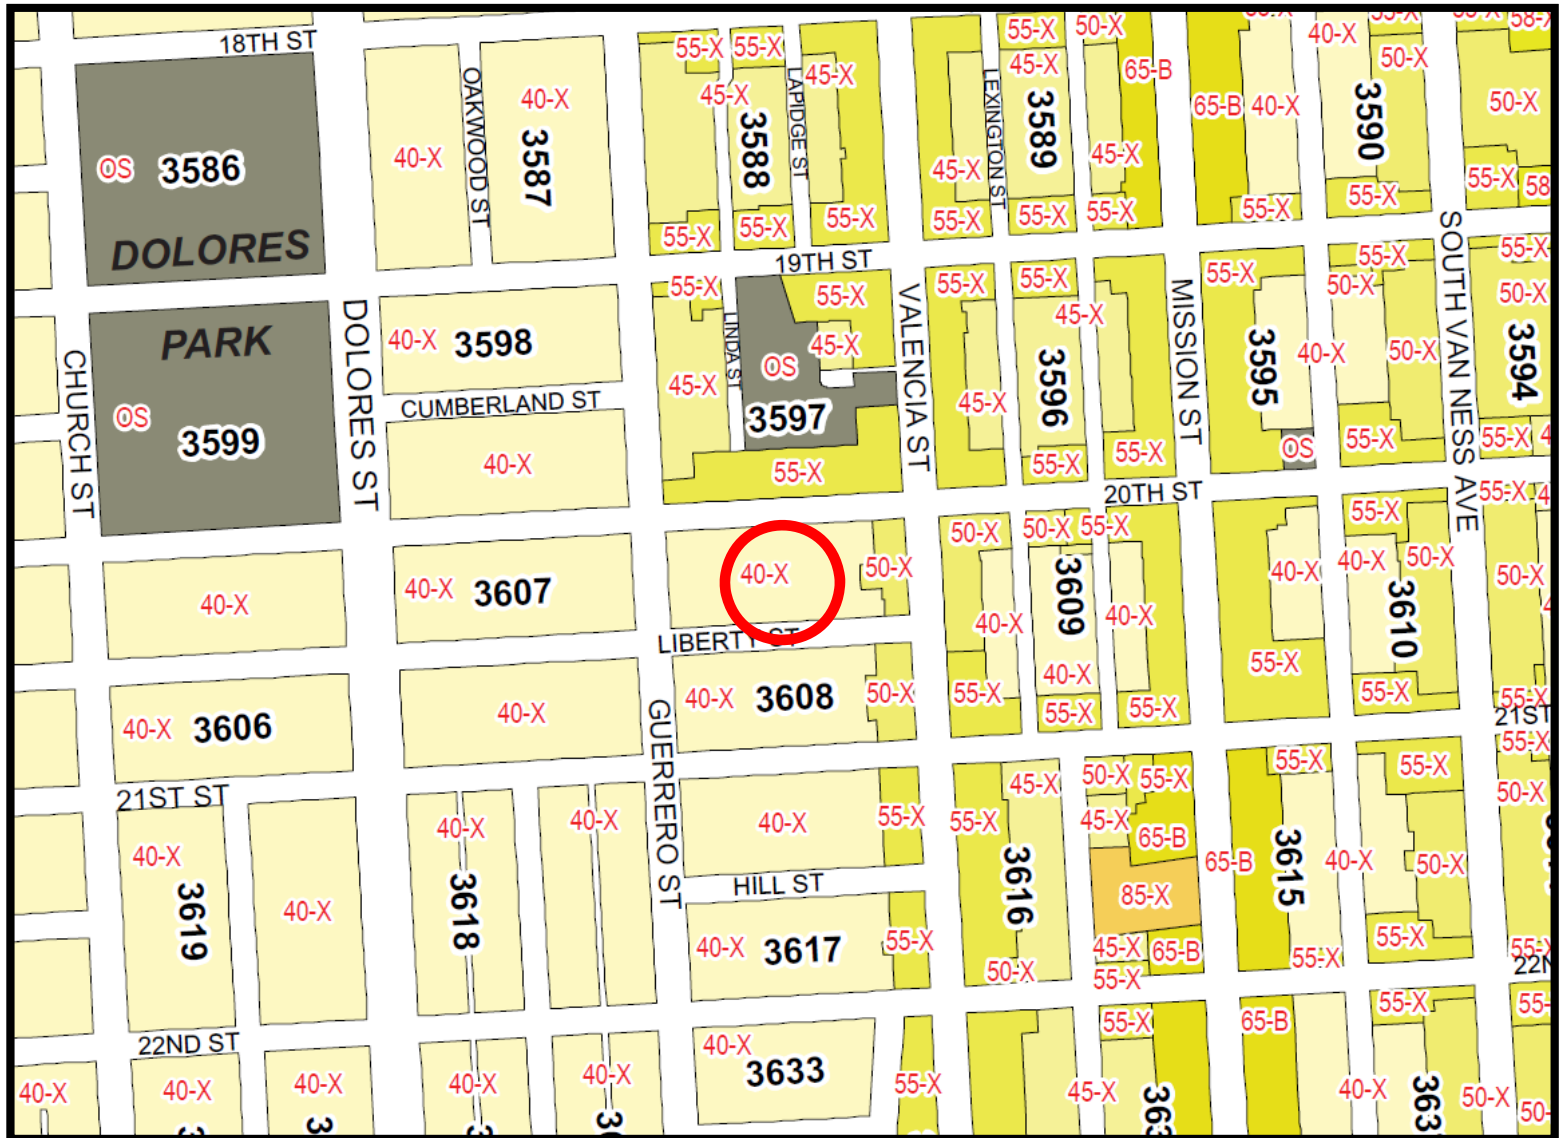 18TH ST
55-X
55-X
55-X
50-X
40-X
50-X
OAKWOOD ST
40-X
45-X
LAPIDGE ST
45-X
LEXINGTON ST
45-X
65-B
65-B
40-X
50-X
3587
3588
3589
3590
OS
3586
40-X
45-X
45-X
55-X
55-X
DOLORES
55-X
55-X
55-X
55-X
55-X
55-X
55-X
55-X
SOUTH VAN NESS AVE
19TH ST
55-X
55-X
55-X
55-X
55-X
55-X
55-X
50-X
50-X
PARK
DOLORES ST
40-X
3598
LINDA ST
45-X
VALENCIA ST
45-X
MISSION ST
3595
40-X
50-X
3594
CHURCH ST
OS
45-X
45-X
3596
OS
3599
CUMBERLAND ST
3597
40-X
55-X
55-X
55-X
OS
55-X
55-X
20TH ST
55-X
50-X
50-X
55-X
55-X
40-X
50-X
40-X
3607
40-X
50-X
3609
40-X
50-X
40-X
40-X
40-X
3610
LIBERTY ST
40-X
55-X
3606
40-X
40-X
40-X
3608
50-X
55-X
55-X
55-X
55-X
55-X
GUERRERO ST
21ST
55-X
21ST ST
45-X
50-X
55-X
55-X
55-X
50-X
40-X
40-X
40-X
40-X
55-X
55-X
45-X
65-B
65-B
3615
40-X
50-X
HILL ST
3616
85-X
3619
40-X
3618
40-X
3617
55-X
50-X
45-X
65-B
55-X
55-X
55-X
55-X
22ND ST
40-X
3633
55-X
65-B
55-X
40-X
40-X
40-X
40-X
40-X
55-X
45-X
40-X
50-X